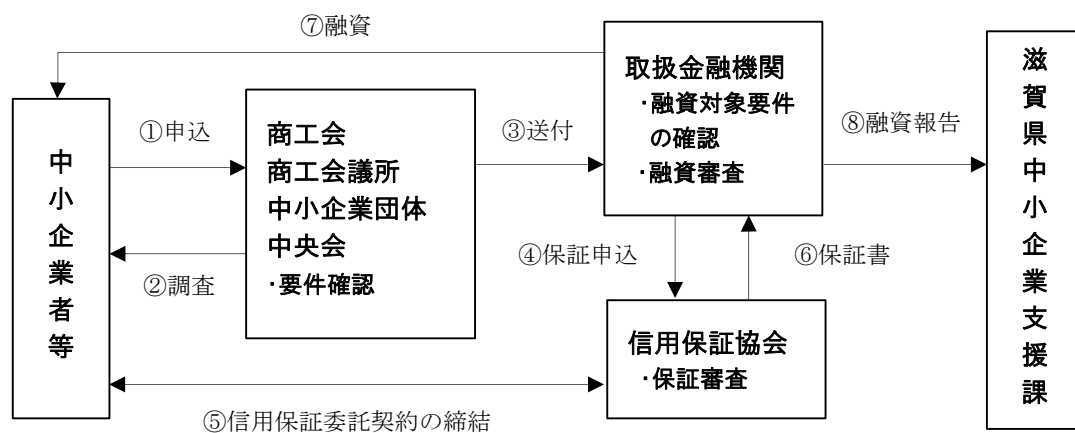 ⑦融資
中小企業者等
①申込
②調査
商工会
商工会議所
中小企業団体
中央会
・要件確認
③送付
取扱金融機関
・融資対象要件
の確認
・融資審査
④保証申込
⑥保証書
信用保証協会
・保証審査
⑤信用保証委託契約の締結
⑧融資報告
滋賀県中小企業支援課